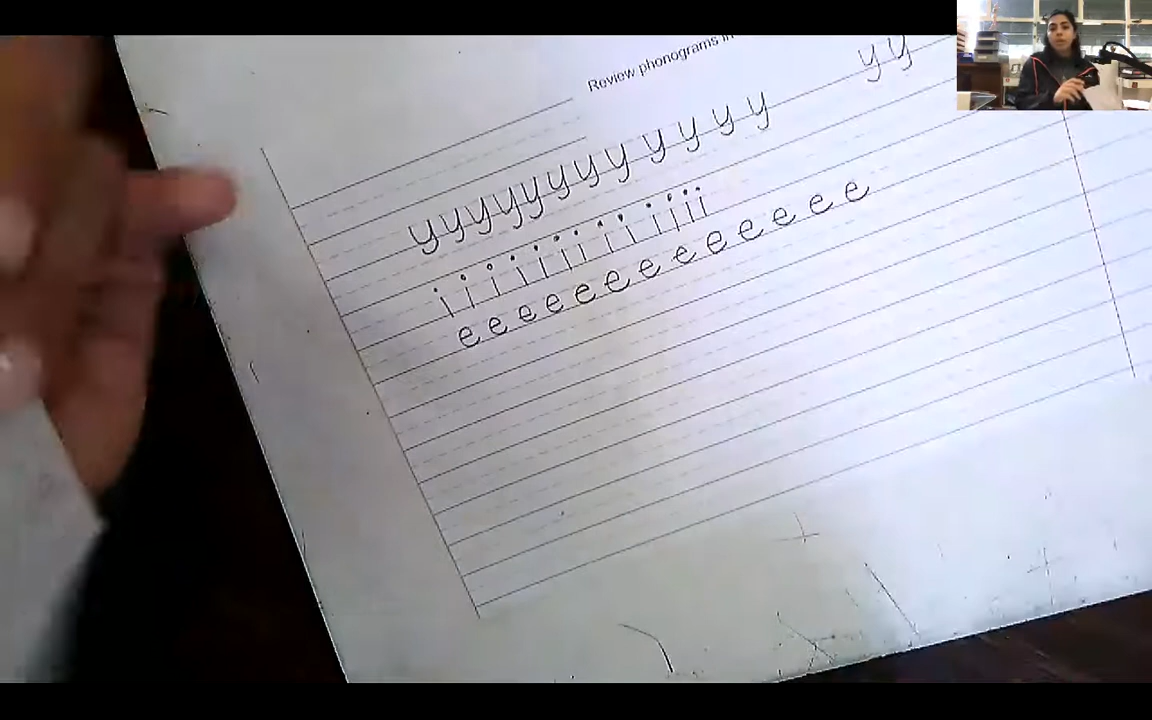 Review phonograms in
y y y y y y y y y y y y y y
i i i i i i i i i i i i i
e e e e e e e e e e e e e